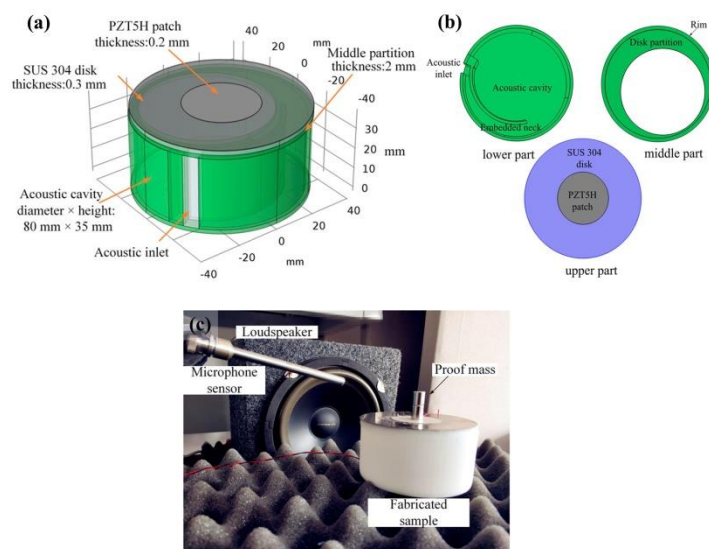 (a)
PZT5H patch
thickness:0.2 mm
SUS 304 disk
thickness:0.3 mm
Middle partition
thickness:2 mm
Acoustic cavity
diameter × height:
80 mm × 35 mm
Acoustic inlet
40
20
0
mm
-20
-40
40
30
20
mm
10
0
40
20
0
mm
-20
-40
(b)
Acoustic
inlet
Acoustic cavity
Embedded neck
lower part
Rim
Disk partition
middle part
SUS 304
disk
PZT5H
patch
upper part
(c)
Loudspeaker
Microphone
sensor
Proof mass
Fabricated
sample